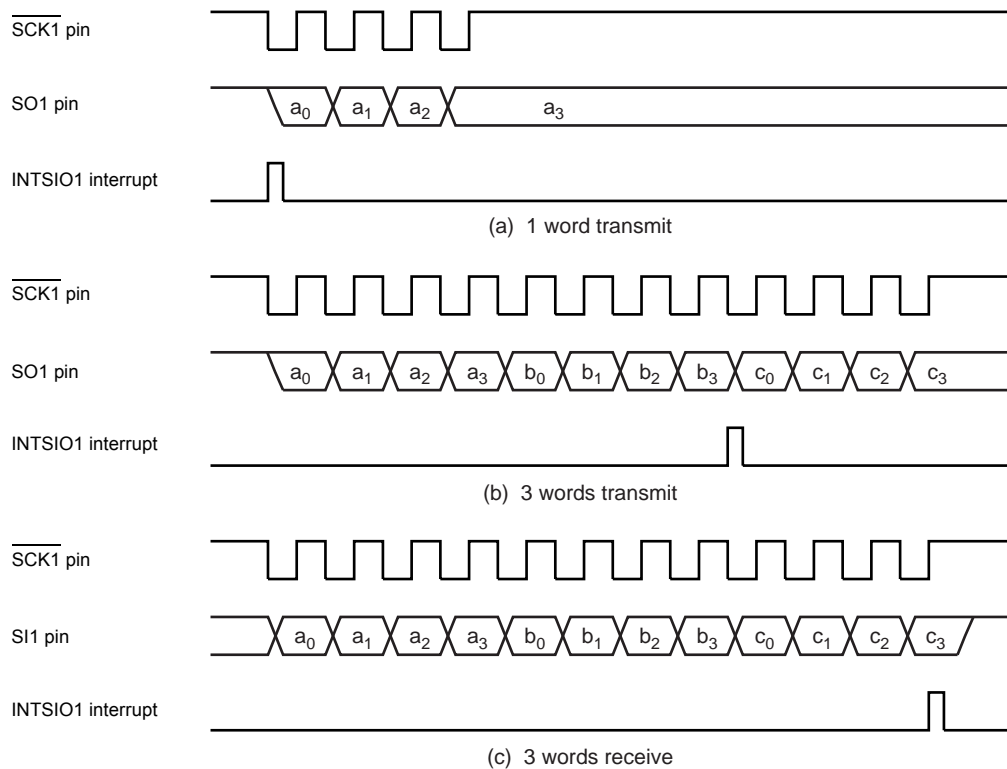 SCK1 pin
SO1 pin
a0 a1 a2 a3
INTSIO1 interrupt
(a) 1 word transmit
SCK1 pin
SO1 pin
a0 a1 a2 a3 b0 b1 b2 b3 c0 c1 c2 c3
INTSIO1 interrupt
(b) 3 words transmit
SCK1 pin
SI1 pin
a0 a1 a2 a3 b0 b1 b2 b3 c0 c1 c2 c3
INTSIO1 interrupt
(c) 3 words receive